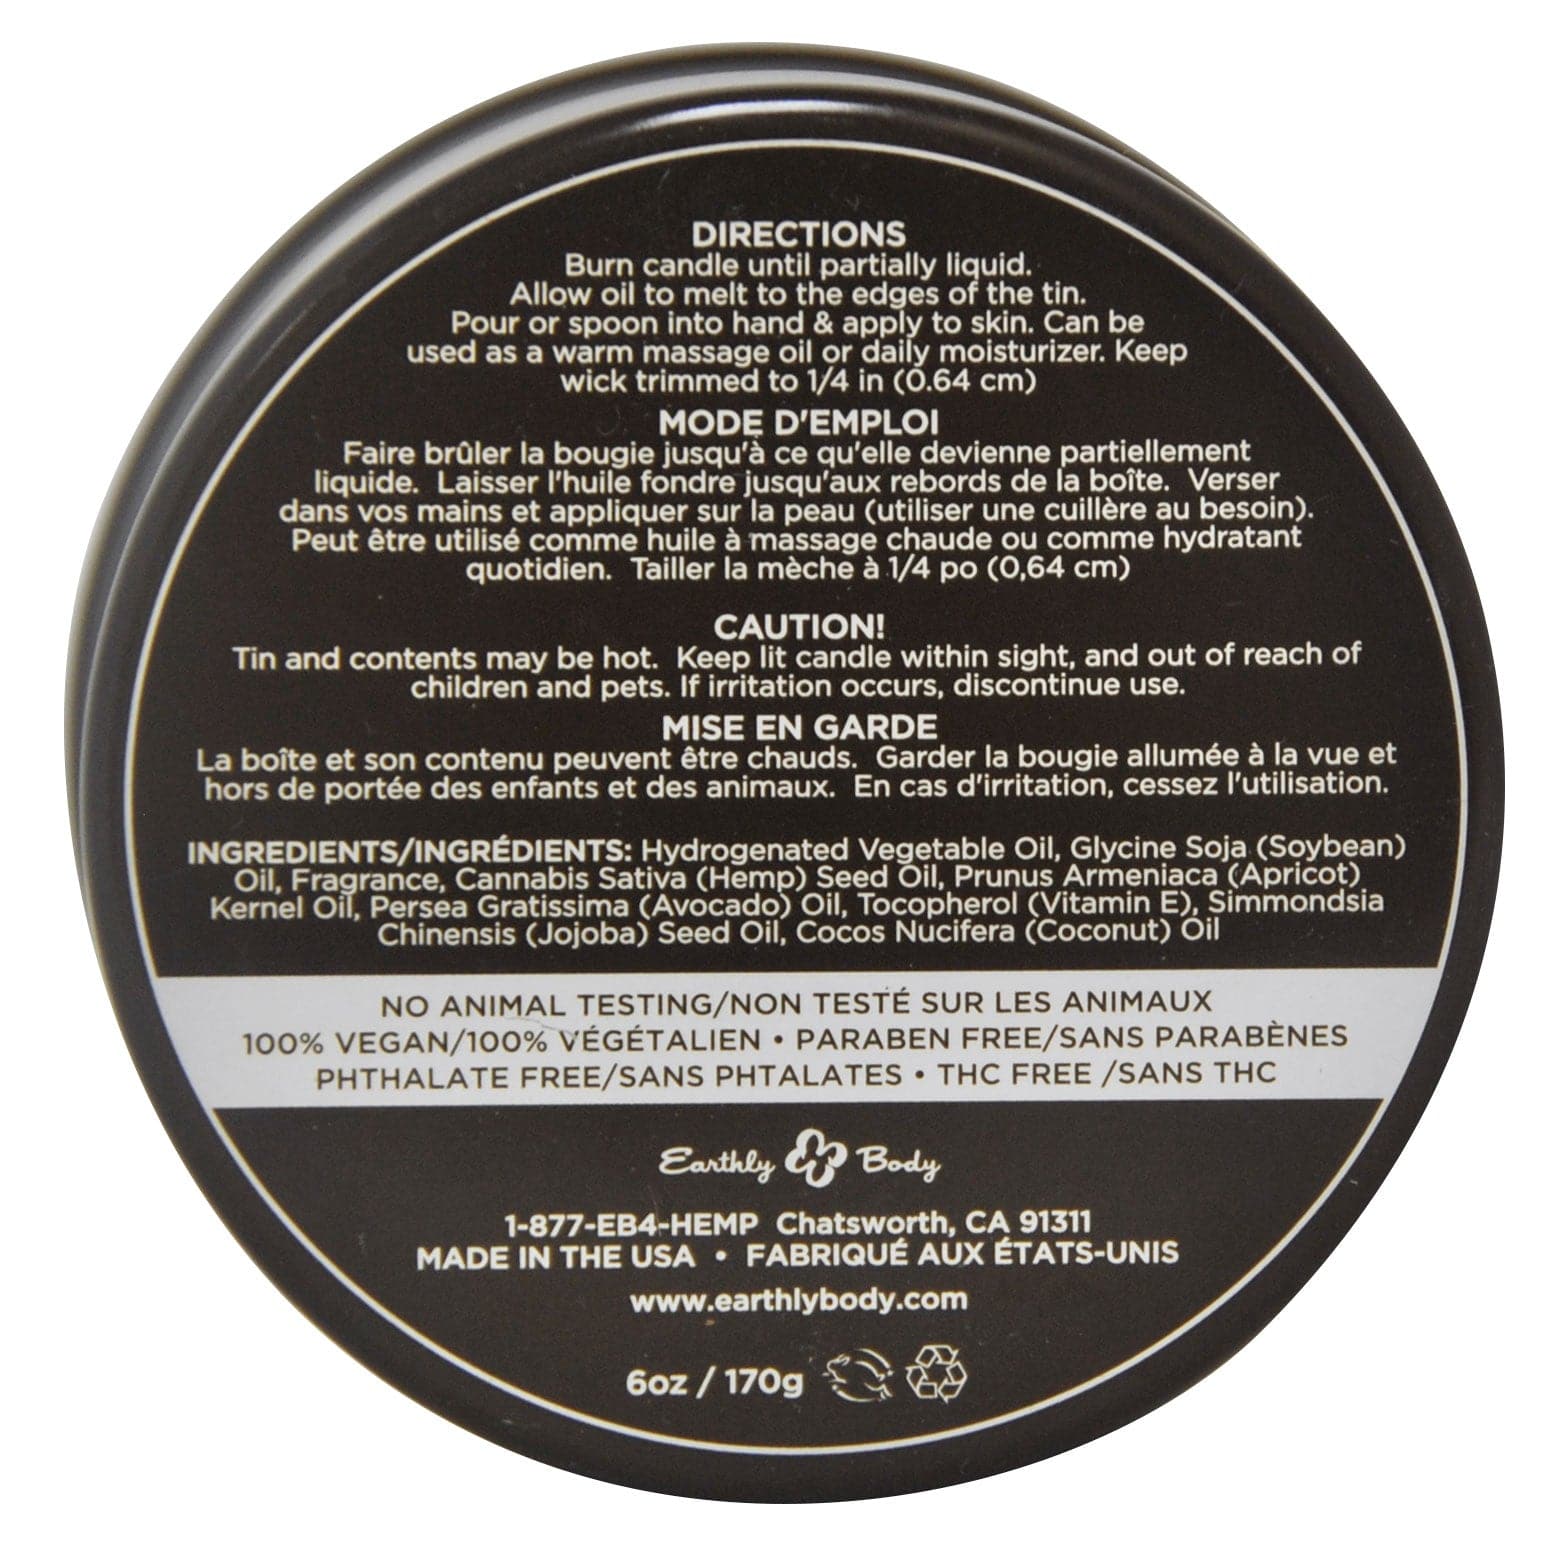 DIRECTIONS
Burn candle until partially liquid.
Allow oil to melt to the edges of the tin.
Pour or spoon into hand & apply to skin. Can be
used as a warm massage oil or daily moisturizer. Keep
wick trimmed to 1/4 in (0.64 cm)
MODE D'EMPLOI
Faire brûler la bougie jusqu'à ce qu'elle devienne partiellement
liquide. Laisser l'huile fondre jusqu'aux rebords de la boîte. Verser
dans vos mains et appliquer sur la peau (utiliser une cuillère au besoin).
Peut être utilisé comme huile à massage chaude ou comme hydratant
quotidien. Tailler la mèche à 1/4 po (0,64 cm)
CAUTION!
Tin and contents may be hot. Keep lit candle within sight, and out of reach of
children and pets. If irritation occurs, discontinue use.
MISE EN GARDE
La boîte et son contenu peuvent être chauds. Garder la bougie allumée à la vue et
hors de portée des enfants et des animaux. En cas d'irritation, cessez l'utilisation.
INGREDIENTS/INGRÉDIENTS: Hydrogenated Vegetable Oil, Glycine Soja (Soybean)
Oil, Fragrance, Cannabis Sativa (Hemp) Seed Oil, Prunus Armeniaca (Apricot)
Kernel Oil, Persea Gratissima (Avocado) Oil, Tocopherol (Vitamin E), Simmondsia
Chinensis (Jojoba) Seed Oil, Cocos Nucifera (Coconut) Oil
NO ANIMAL TESTING/NON TESTÉ SUR LES ANIMAUX
100% VEGAN/100% VÉGÉTALIEN • PARABEN FREE/SANS PARABÈNES
PHTHALATE FREE/SANS PHTALATES • THC FREE /SANS THC
Earthly Body
1-877-EB4-HEMP Chatsworth, CA 91311
MADE IN THE USA • FABRIQUÉ AUX ÉTATS-UNIS
www.earthlybody.com
6oz / 170g